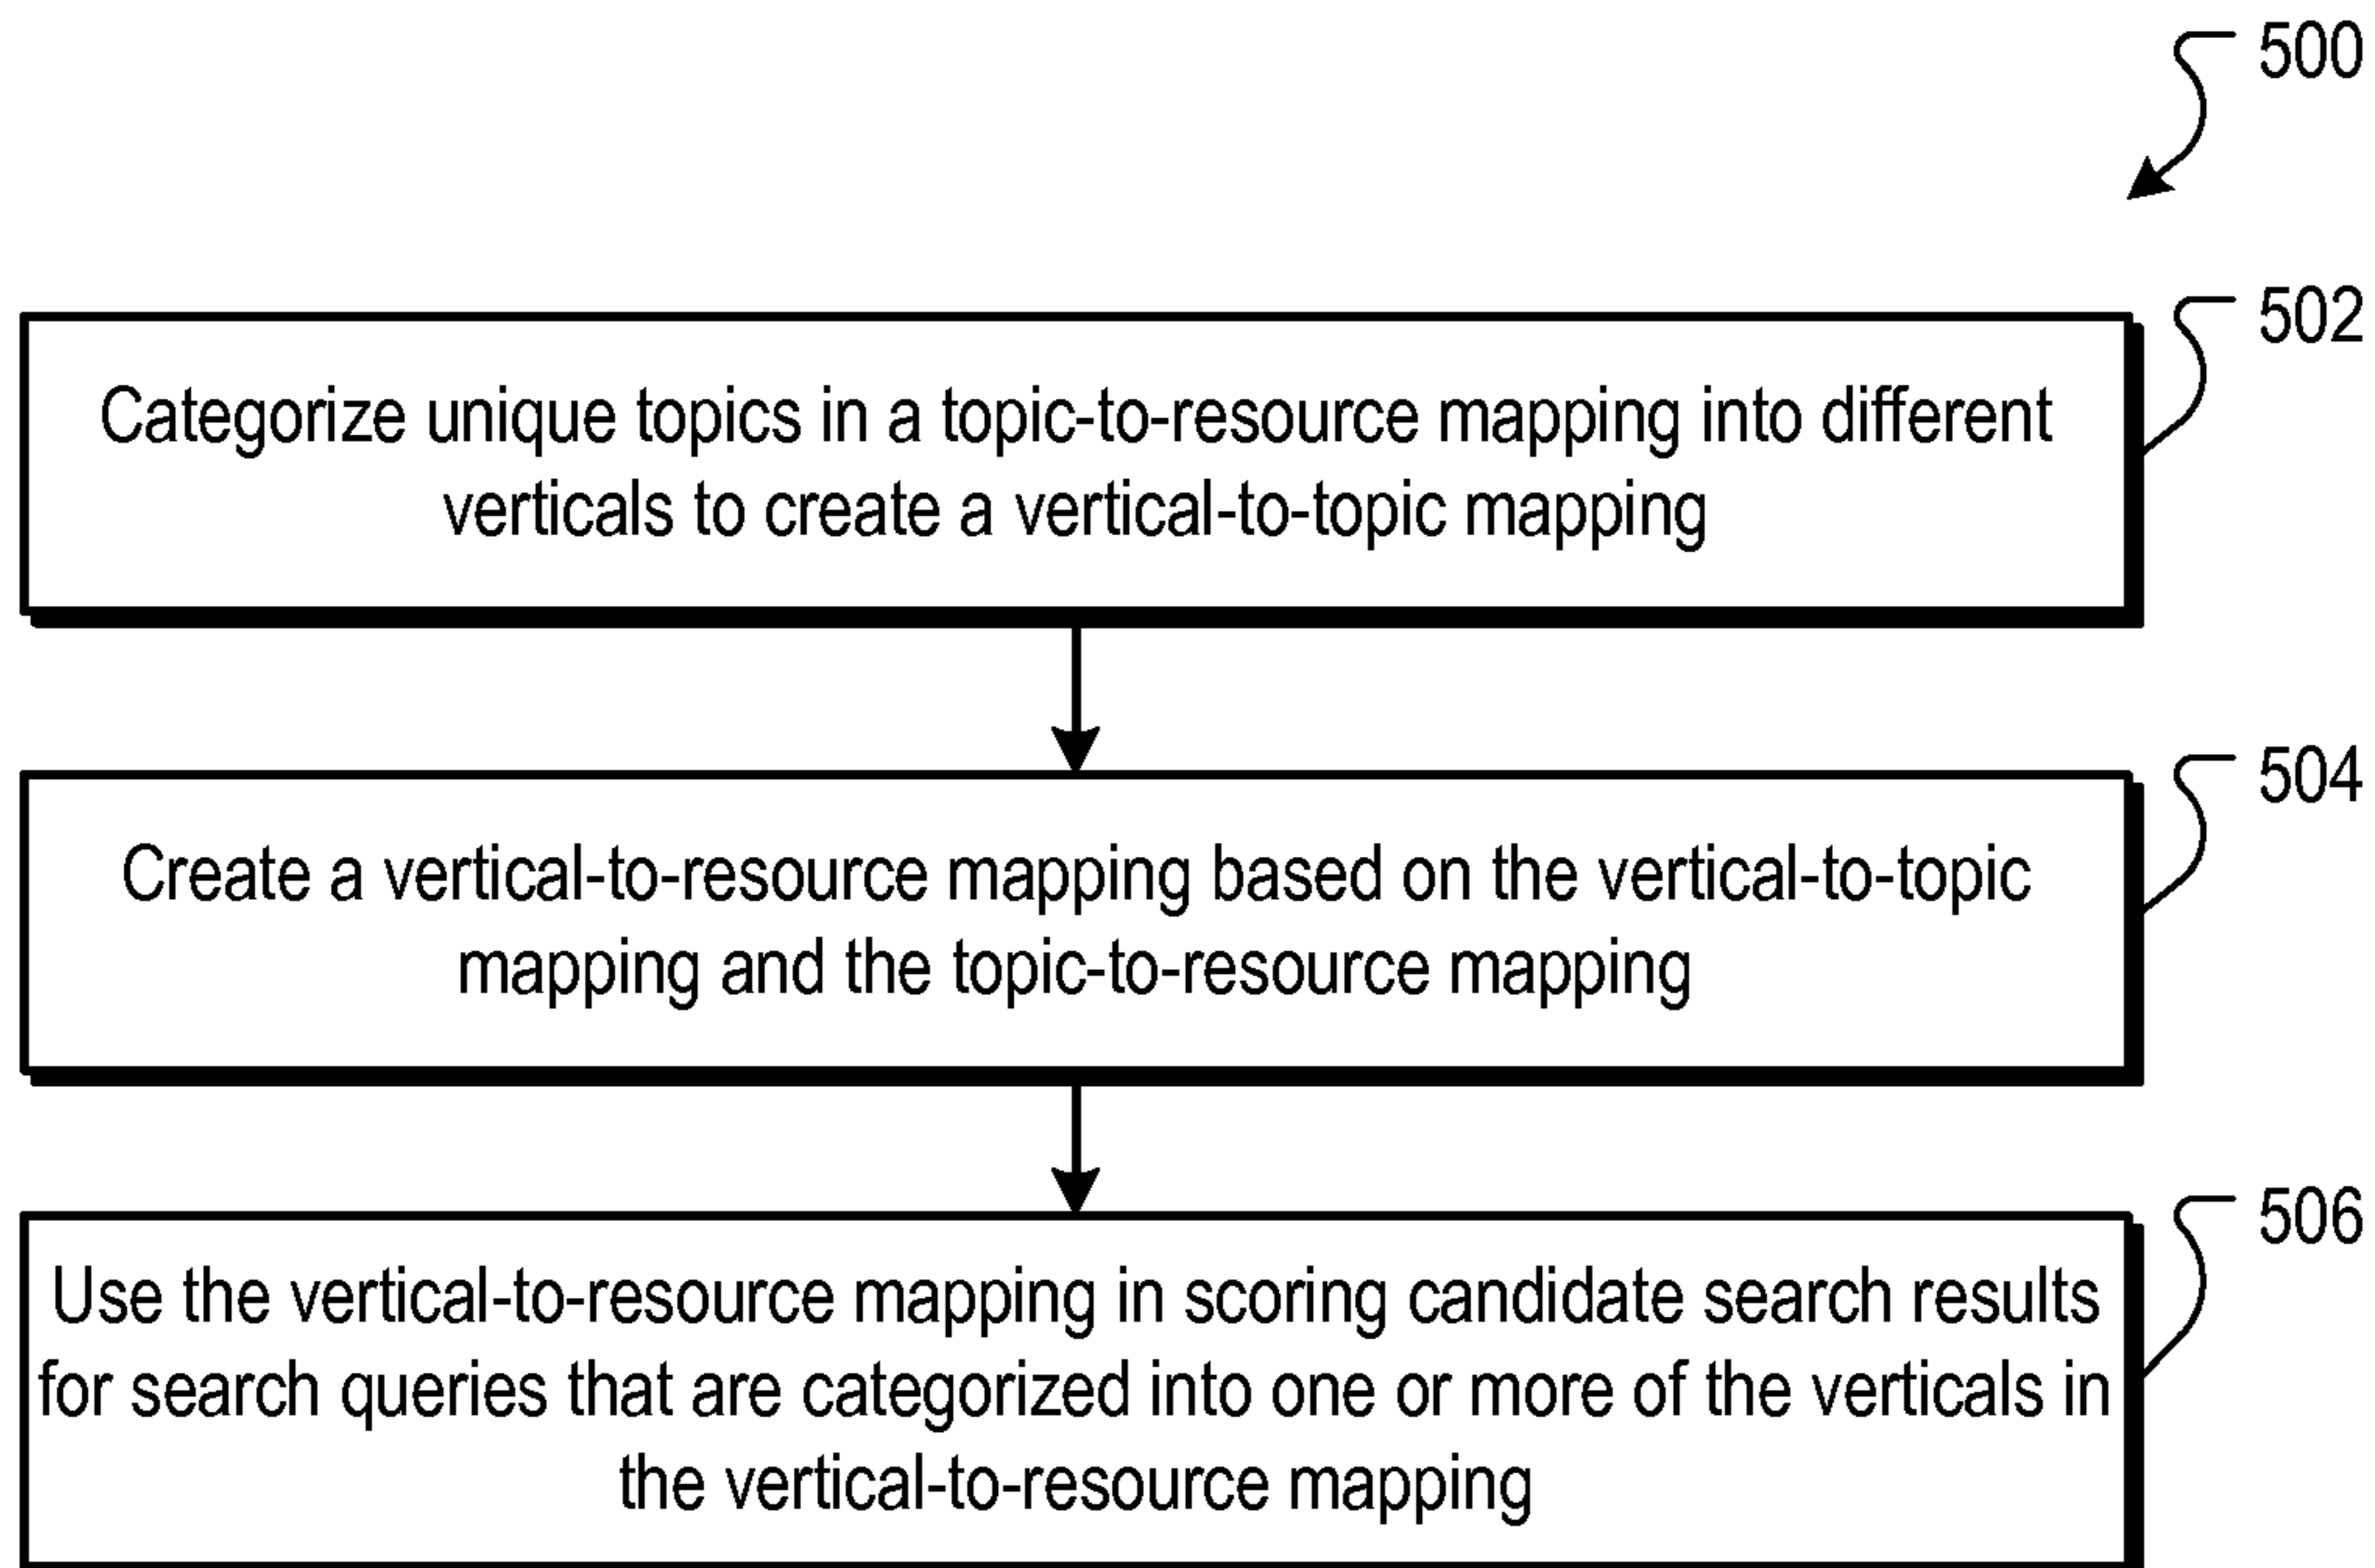 500
502
Categorize unique topics in a topic-to-resource mapping into different
verticals to create a vertical-to-topic mapping
504
Create a vertical-to-resource mapping based on the vertical-to-topic
mapping and the topic-to-resource mapping
506
Use the vertical-to-resource mapping in scoring candidate search results
for search queries that are categorized into one or more of the verticals in
the vertical-to-resource mapping